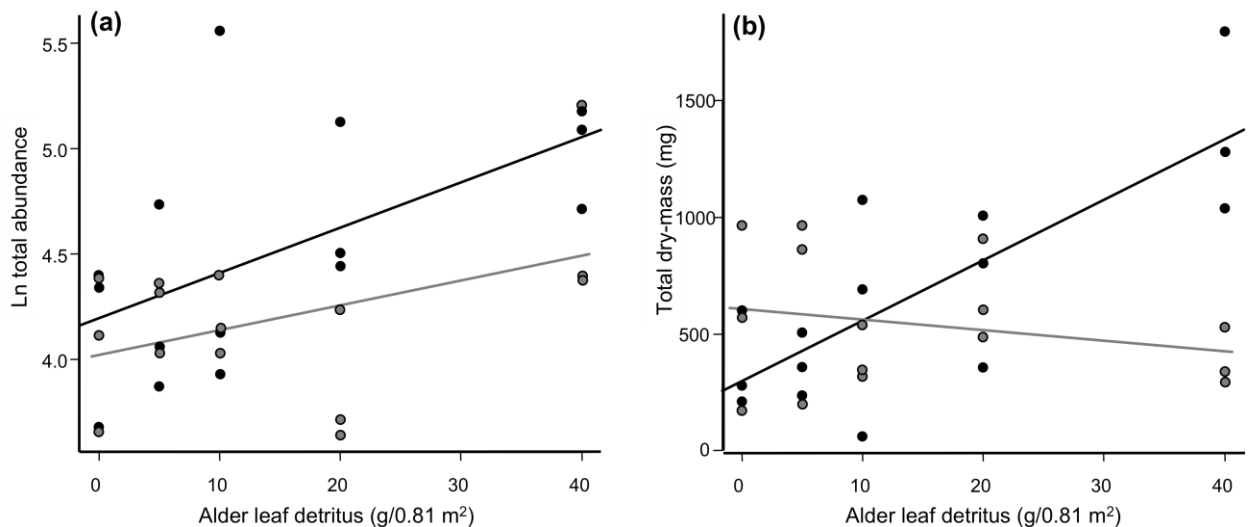 (a)
Ln total abundance
5.5
5.0
4.5
4.0
0 10 20 30 40
Alder leaf detritus (g/0.81 m²)
(b)
Total dry-mass (mg)
1500
1000
500
0
0 10 20 30 40
Alder leaf detritus (g/0.81 m²)